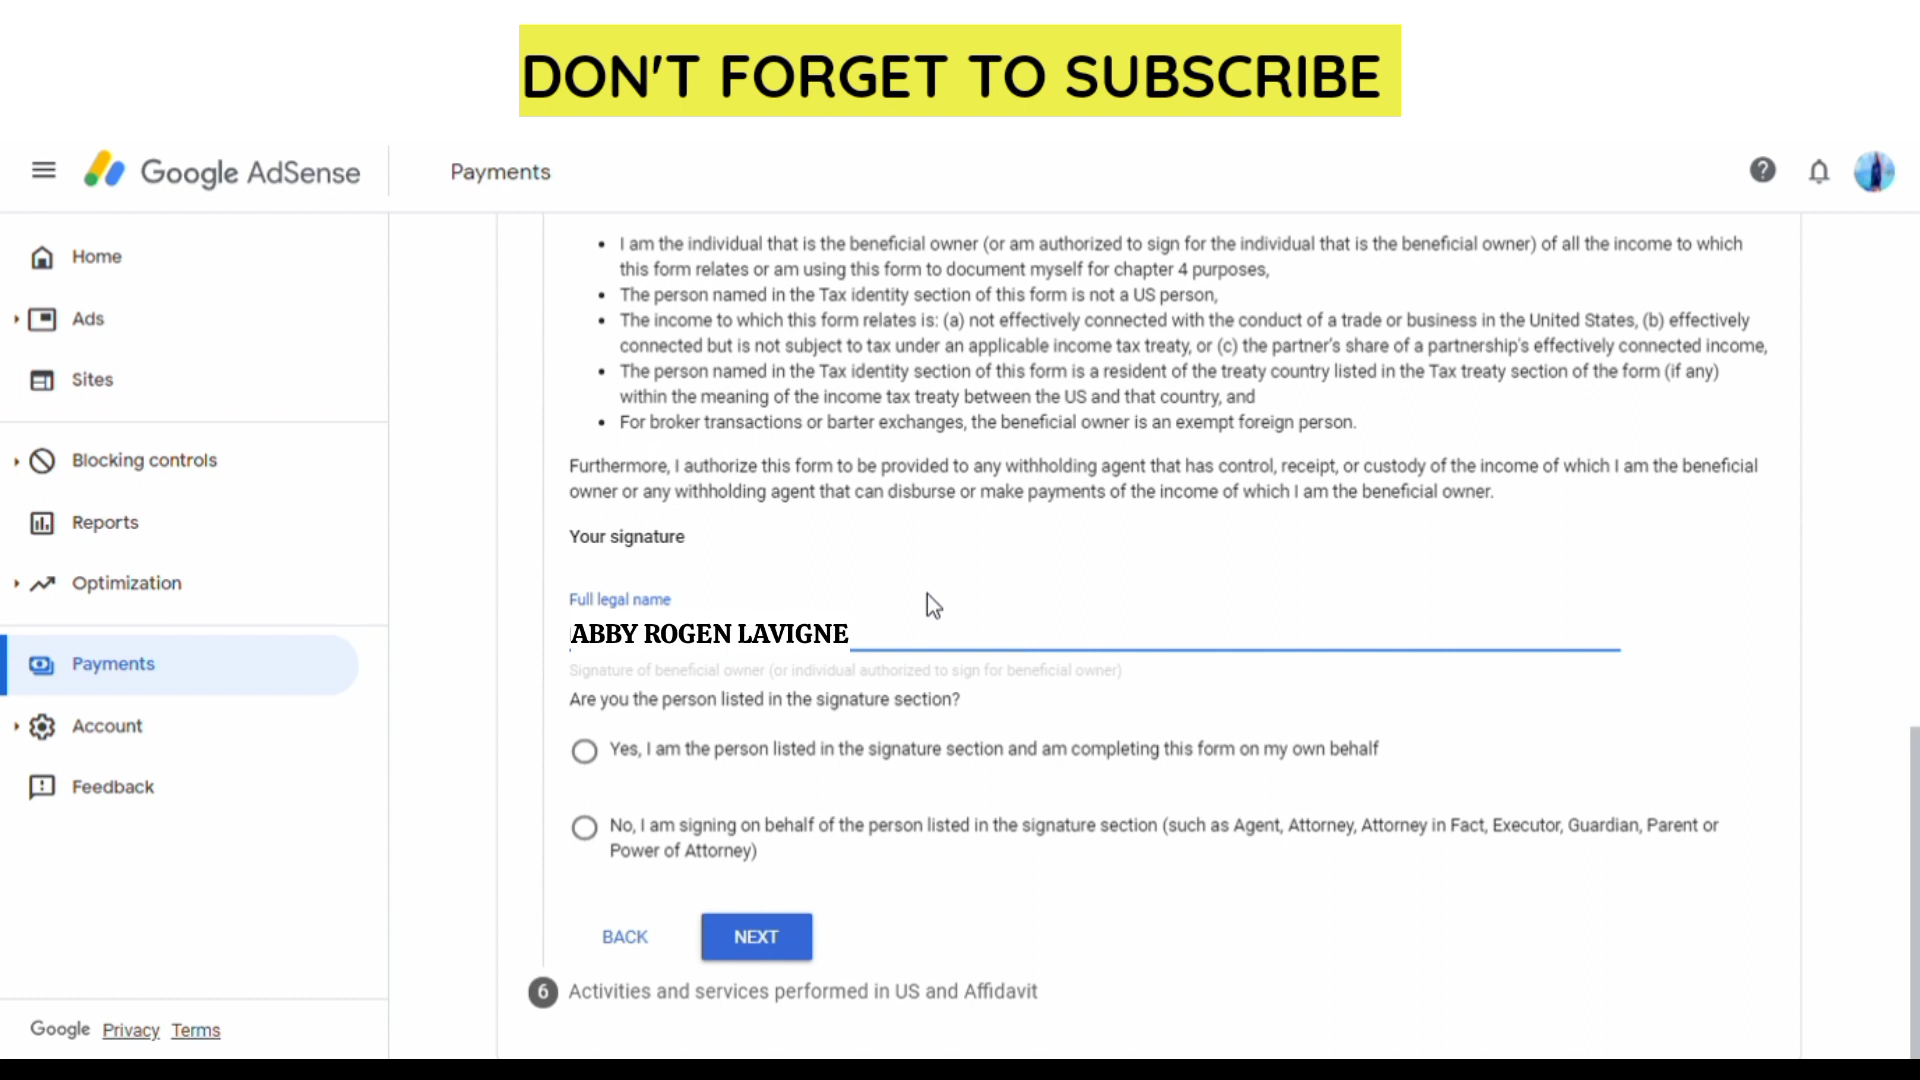 DON'T FORGET TO SUBSCRIBE
Google AdSense
Payments
Home
Ads
Sites
Blocking controls
Reports
Optimization
Payments
Account
Feedback
Google Privacy Terms
• I am the individual that is the beneficial owner (or am authorized to sign for the individual that is the beneficial owner) of all the income to which
this form relates or am using this form to document myself for chapter 4 purposes,
• The person named in the Tax identity section of this form is not a US person,
• The income to which this form relates is: (a) not effectively connected with the conduct of a trade or business in the United States, (b) effectively
connected but is not subject to tax under an applicable income tax treaty, or (c) the partner's share of a partnership's effectively connected income,
• The person named in the Tax identity section of this form is a resident of the treaty country listed in the Tax treaty section of the form (if any)
within the meaning of the income tax treaty between the US and that country, and
• For broker transactions or barter exchanges, the beneficial owner is an exempt foreign person.
Furthermore, I authorize this form to be provided to any withholding agent that has control, receipt, or custody of the income of which I am the beneficial
owner or any withholding agent that can disburse or make payments of the income of which I am the beneficial owner.
Your signature
Full legal name
ABBY ROGEN LAVIGNE
Signature of beneficial owner (or individual authorized to sign for beneficial owner)
Are you the person listed in the signature section?
Yes, I am the person listed in the signature section and am completing this form on my own behalf
No, I am signing on behalf of the person listed in the signature section (such as Agent, Attorney, Attorney in Fact, Executor, Guardian, Parent or
Power of Attorney)
BACK NEXT
6 Activities and services performed in US and Affidavit